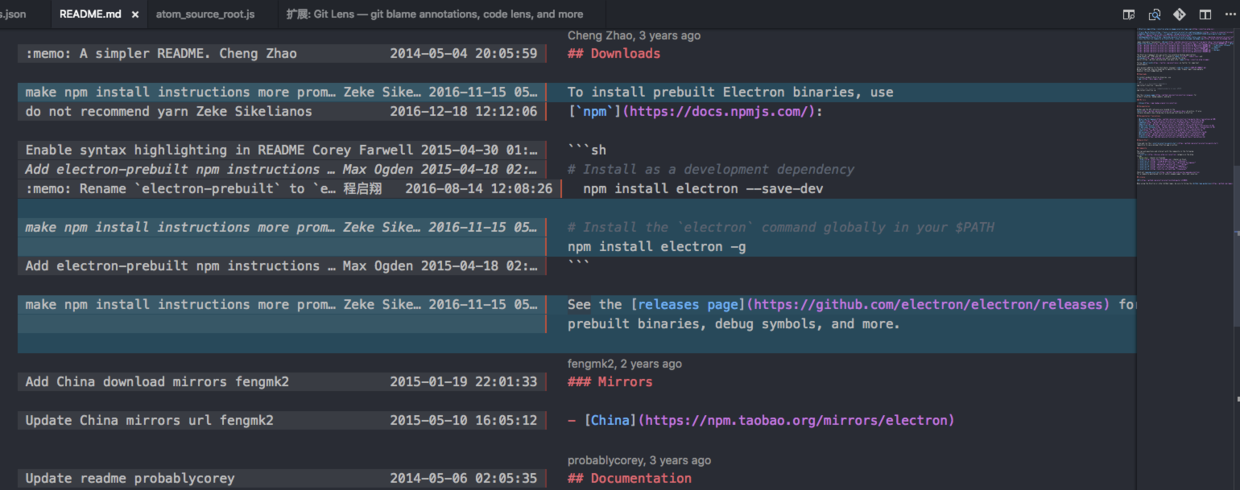 s.json README.md × atom_source_root.js 扩展: Git Lens — git blame annotations, code lens, and more
Cheng Zhao, 3 years ago
:memo: A simpler README. Cheng Zhao 2014-05-04 20:05:59 ## Downloads
make npm install instructions more prom… Zeke Sike… 2016-11-15 05… To install prebuilt Electron binaries, use
do not recommend yarn Zeke Sikelianos 2016-12-18 12:12:06 [`npm`](https://docs.npmjs.com/):
Enable syntax highlighting in README Corey Farwell 2015-04-30 01:… ```sh
Add electron-prebuilt npm instructions … Max Ogden 2015-04-18 02:… # Install as a development dependency
:memo: Rename `electron-prebuilt` to `e… 程启翔 2016-08-14 12:08:26 npm install electron --save-dev
make npm install instructions more prom… Zeke Sike… 2016-11-15 05… # Install the `electron` command globally in your $PATH
npm install electron -g
Add electron-prebuilt npm instructions … Max Ogden 2015-04-18 02:… ```
make npm install instructions more prom… Zeke Sike… 2016-11-15 05… See the [releases page](https://github.com/electron/electron/releases) for
prebuilt binaries, debug symbols, and more.
fengmk2, 2 years ago
Add China download mirrors fengmk2 2015-01-19 22:01:33 ### Mirrors
Update China mirrors url fengmk2 2015-05-10 16:05:12 - [China](https://npm.taobao.org/mirrors/electron)
probablycorey, 3 years ago
Update readme probablycorey 2014-05-06 02:05:35 ## Documentation